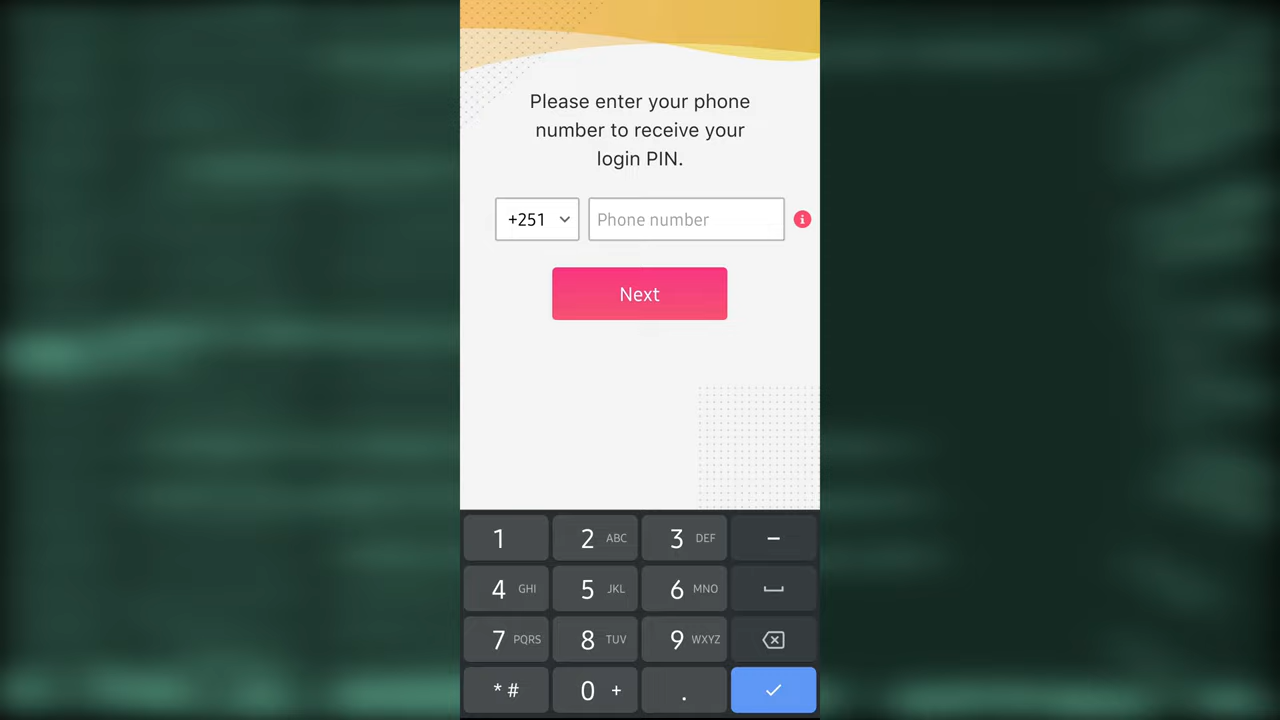 Please enter your phone
number to receive your
login PIN.
+251 Phone number
Next
1 2 ABC 3 DEF -
4 GHI 5 JKL 6 MNO
7 PQRS 8 TUV 9 WXYZ
* # 0 + .